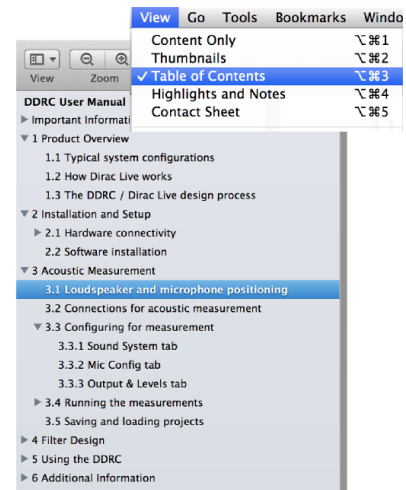 View Go Tools Bookmarks Windo
Content Only ⌥⌘1
Thumbnails ⌥⌘2
✓ Table of Contents ⌥⌘3
Highlights and Notes ⌥⌘4
Contact Sheet ⌥⌘5
View Zoom
DDRC User Manual
Important Informati
1 Product Overview
1.1 Typical system configurations
1.2 How Dirac Live works
1.3 The DDRC / Dirac Live design process
2 Installation and Setup
2.1 Hardware connectivity
2.2 Software installation
3 Acoustic Measurement
3.1 Loudspeaker and microphone positioning
3.2 Connections for acoustic measurement
3.3 Configuring for measurement
3.3.1 Sound System tab
3.3.2 Mic Config tab
3.3.3 Output & Levels tab
3.4 Running the measurements
3.5 Saving and loading projects
4 Filter Design
5 Using the DDRC
6 Additional Information